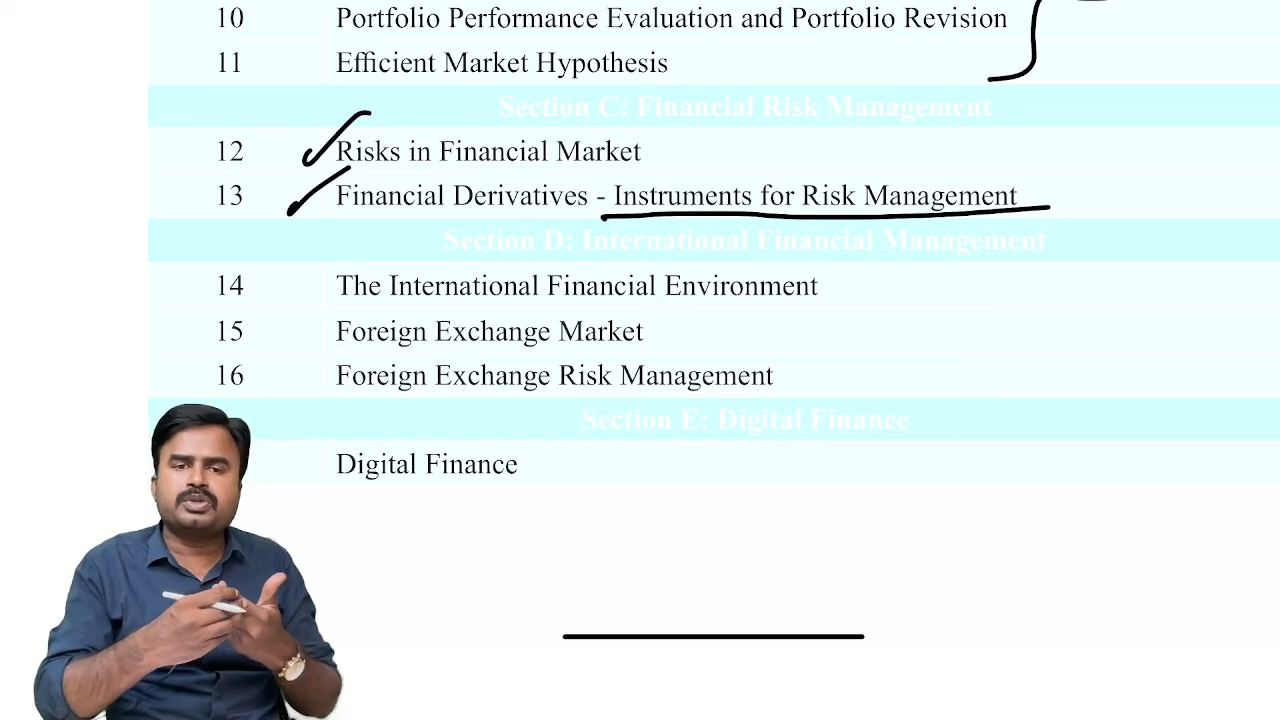 10 Portfolio Performance Evaluation and Portfolio Revision
11 Efficient Market Hypothesis
Section C: Financial Risk Management
12 Risks in Financial Market
13 Financial Derivatives - Instruments for Risk Management
Section D: International Financial Management
14 The International Financial Environment
15 Foreign Exchange Market
16 Foreign Exchange Risk Management
Section E: Digital Finance
Digital Finance